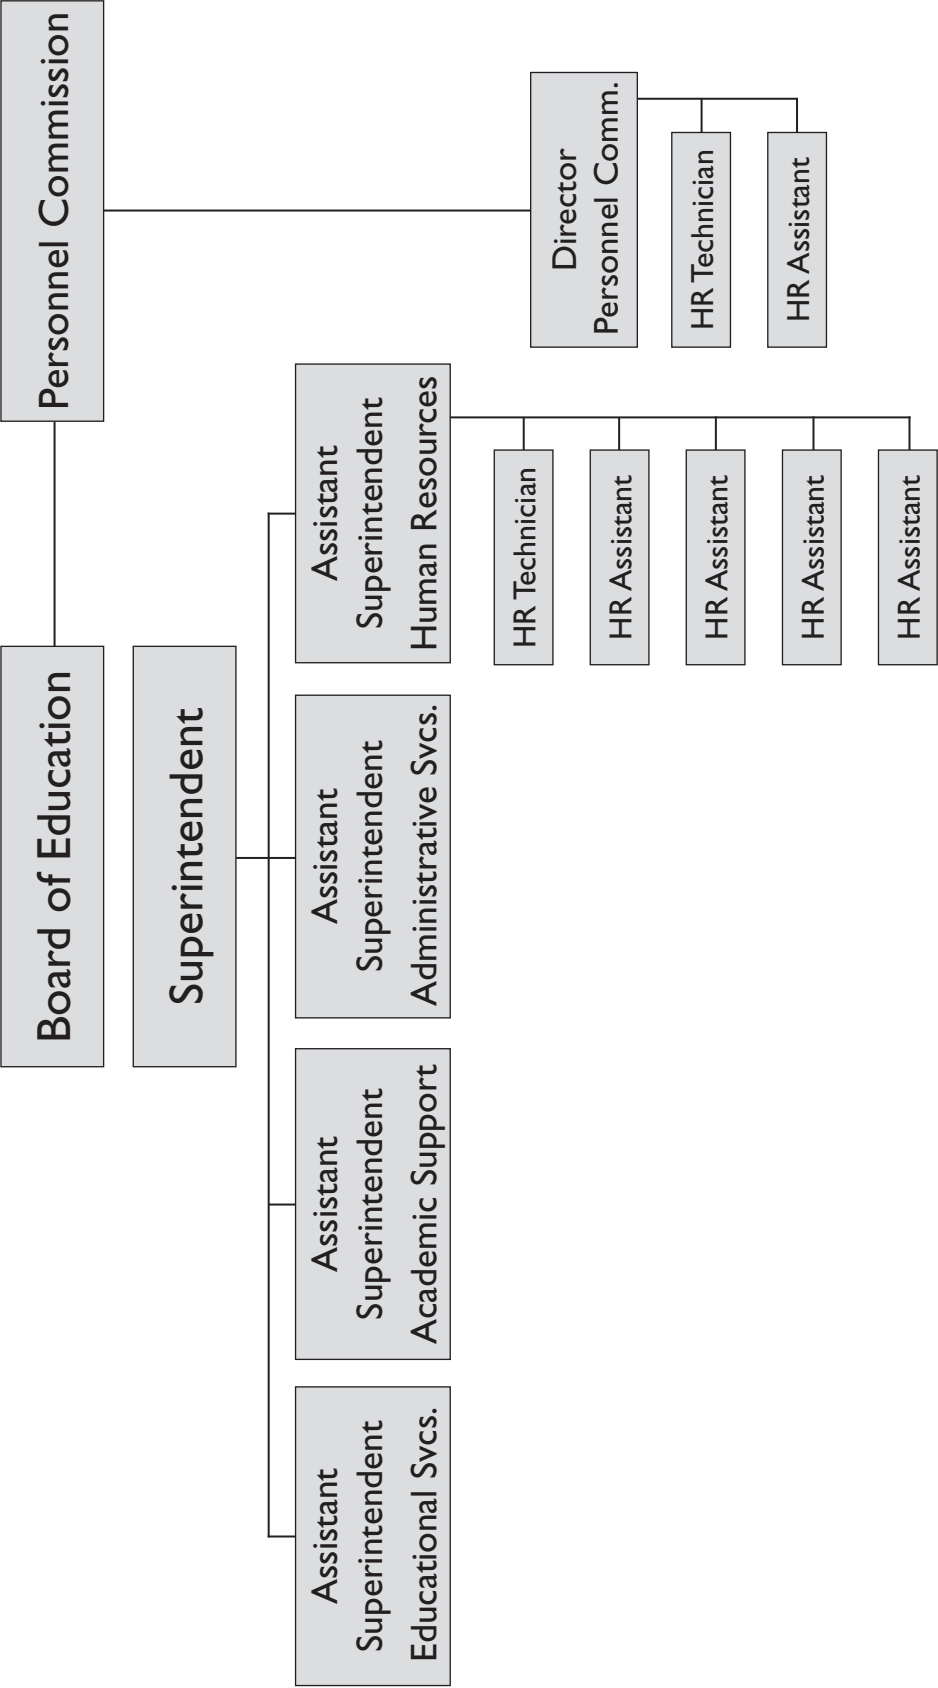 Board of Education
Personnel Commission
Superintendent
Assistant
Superintendent
Educational Svcs.
Assistant
Superintendent
Academic Support
Assistant
Superintendent
Administrative Svcs.
Assistant
Superintendent
Human Resources
HR Technician
HR Assistant
HR Assistant
HR Assistant
HR Assistant
Director
Personnel Comm.
HR Technician
HR Assistant